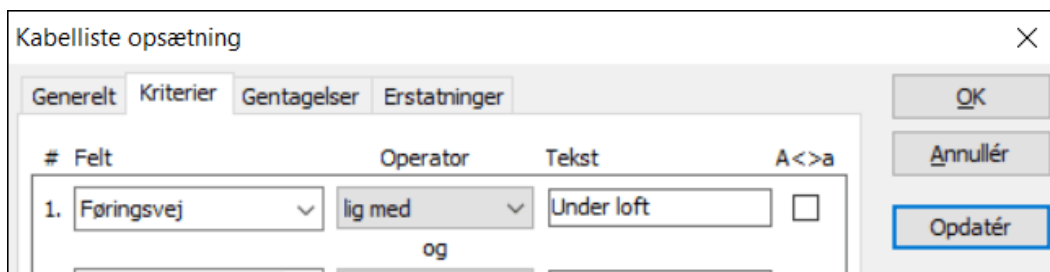 Kabelliste opsætning
Generelt Kriterier Gentagelser Erstatninger
OK
Annullér
Opdatér
# Felt Operator Tekst A<>a
1. Føringsvej lig med Under loft
og